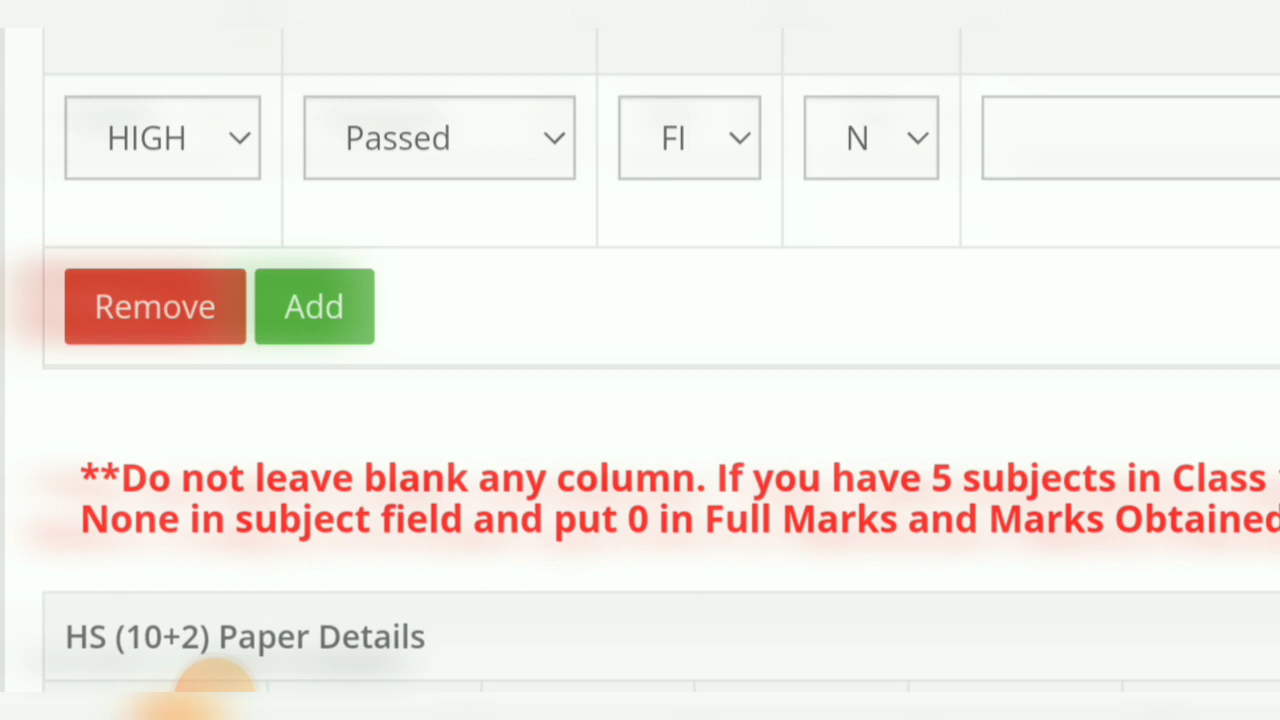 HIGH Passed FI N
Remove Add
**Do not leave blank any column. If you have 5 subjects in Class
None in subject field and put 0 in Full Marks and Marks Obtained
HS (10+2) Paper Details